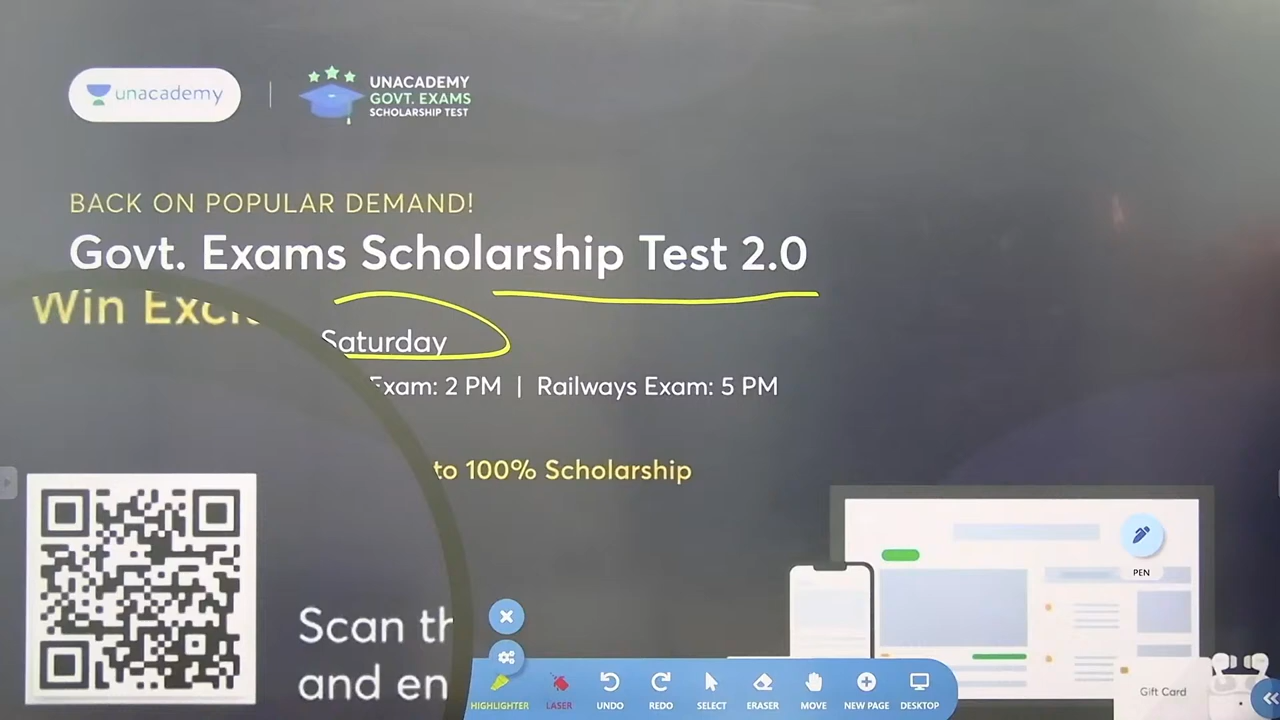 unacademy
UNACADEMY
GOVT. EXAMS
SCHOLARSHIP TEST
BACK ON POPULAR DEMAND!
Govt. Exams Scholarship Test 2.0
Win
Saturday
Exam: 2 PM | Railways Exam: 5 PM
to 100% Scholarship
Scan
and
PEN
Gift Card
HIGHLIGHTER LASER UNDO REDO SELECT ERASER MOVE NEW PAGE DESKTOP